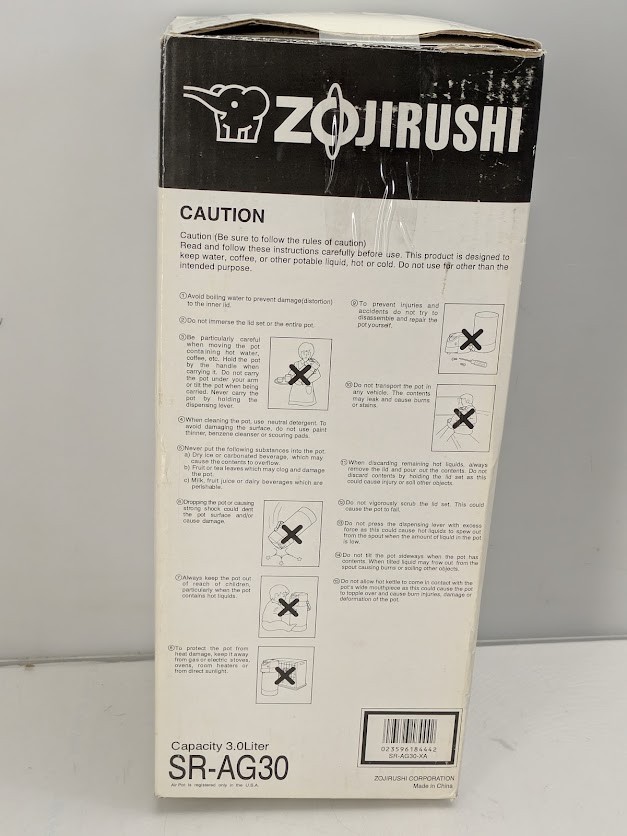 ZOJIRUSHI
CAUTION
Caution (Be sure to follow the rules of caution)
Read and follow these instructions carefully before use. This product is designed to
keep water, coffee, or other potable liquid, hot or cold. Do not use for other than the
intended purpose.
①Avoid boiling water to prevent damage(distortion)
to the inner lid.
②Do not immerse the lid set or the entire pot.
③Be particularly careful
when moving the pot
containing hot water,
coffee, etc. Hold the pot
by the handle when
carrying it. Do not carry
the pot under your arm
or tilt the pot when being
carried. Never carry the
pot by holding the
dispensing lever.
④When cleaning the pot, use neutral detergent. To
avoid damaging the surface, do not use paint
thinner, benzene cleanser or scouring pads.
⑤Never put the following substances into the pot.
a) Dry ice or carbonated beverage, which may
cause the contents to overflow.
b) Fruit or tea leaves which may clog and damage
the pot.
c) Milk, fruit juice or dairy beverages which are
perishable.
⑥Dropping the pot or causing
strong shock could dent
the pot surface and/or
cause damage.
⑦Always keep the pot out
of reach of children,
particularly when the pot
contains hot liquids.
⑧To protect the pot from
heat damage, keep it away
from gas or electric stoves,
ovens, room heaters or
from direct sunlight.
⑨To prevent injuries and
accidents do not try to
disassemble and repair the
pot yourself.
⑩Do not transport the pot in
any vehicle. The contents
may leak and cause burns
or stains.
⑪When discarding remaining hot liquids, always
remove the lid and pour out the contents. Do not
discard contents by holding the lid set as this
could cause injury or soil other objects.
⑫Do not vigorously scrub the lid set. This could
cause the pot to fail.
⑬Do not press the dispensing lever with excess
force as this could cause hot liquids to spew out
from the spout when the amount of liquid in the pot
is low.
⑭Do not tilt the pot sideways when the pot has
contents. When tilted liquid may flow out from the
spout causing burns or soiling other objects.
⑮Do not allow hot kettle to come in contact with the
pot's wide mouthpiece as this could cause the pot
to topple over and cause burn injuries, damage or
deformation of the pot.
Capacity 3.0Liter
SR-AG30
Air Pot is registered only in the U.S.A.
023596184442
SR-AG30-XA
ZOJIRUSHI CORPORATION
Made in China